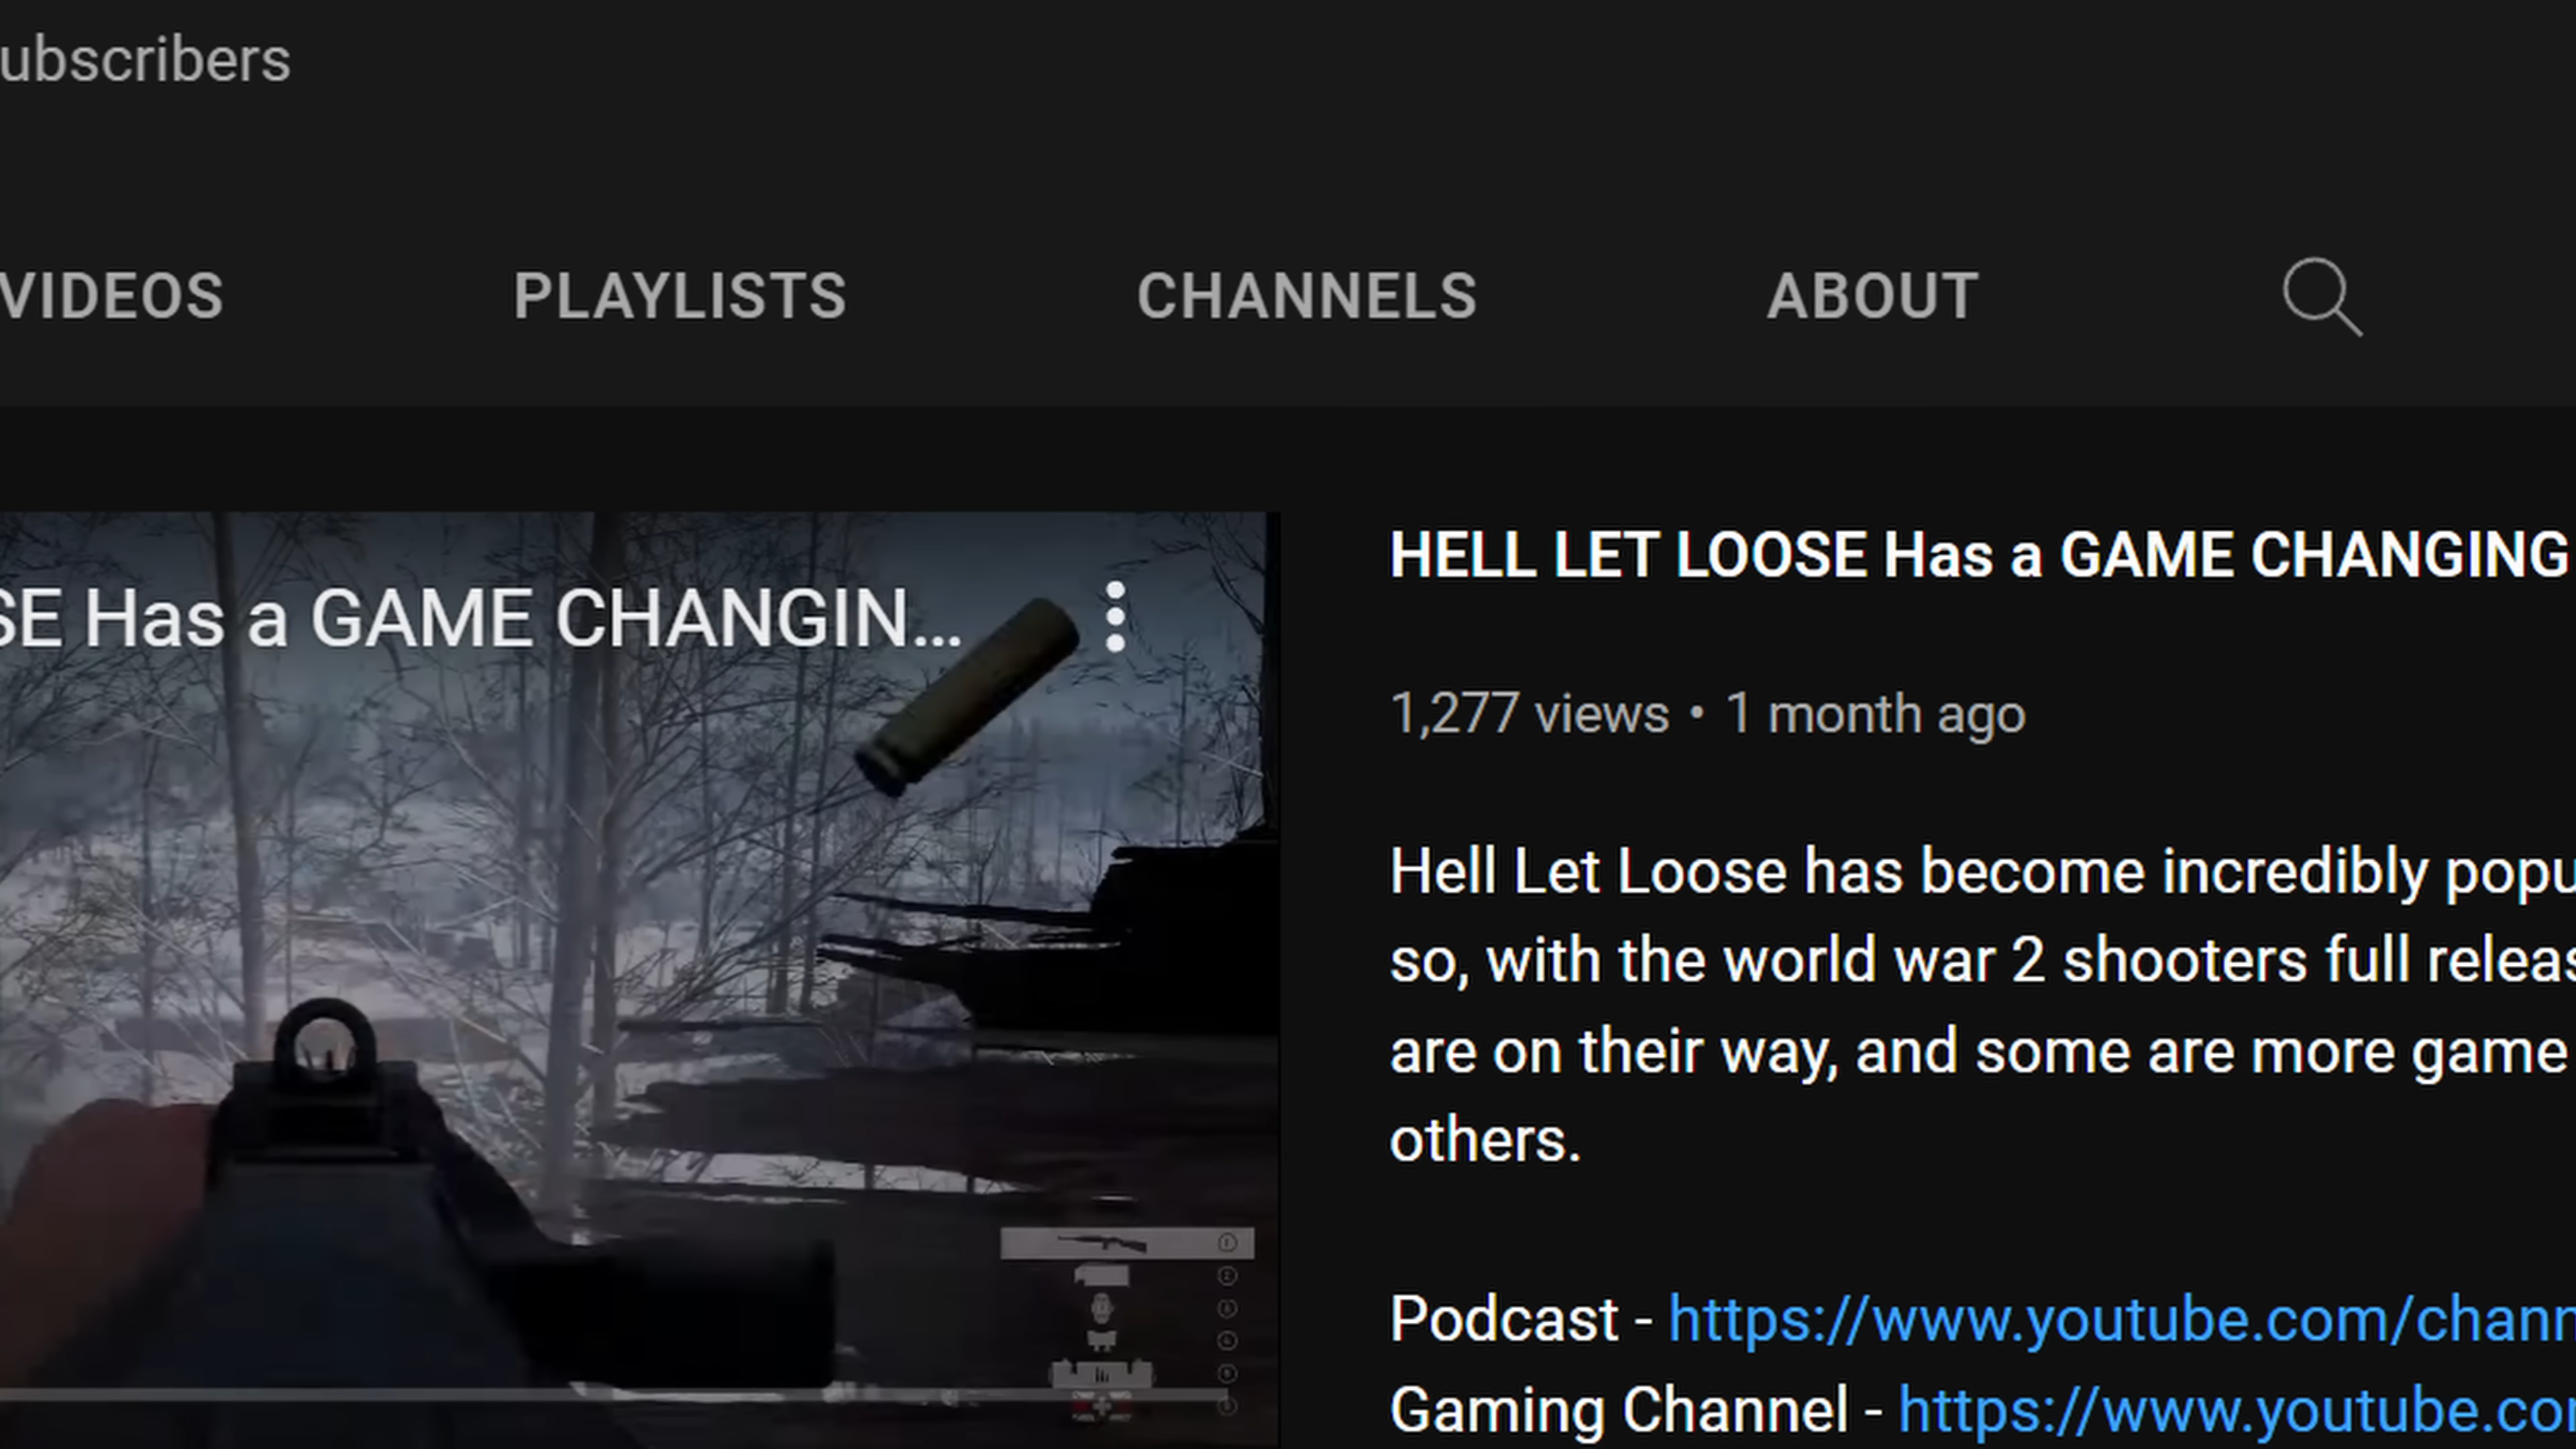 ubscribers
VIDEOS PLAYLISTS CHANNELS ABOUT
SE Has a GAME CHANGIN...
HELL LET LOOSE Has a GAME CHANGING
1,277 views • 1 month ago
Hell Let Loose has become incredibly popu
so, with the world war 2 shooters full releas
are on their way, and some are more game
others.
Podcast - https://www.youtube.com/chann
Gaming Channel - https://www.youtube.co